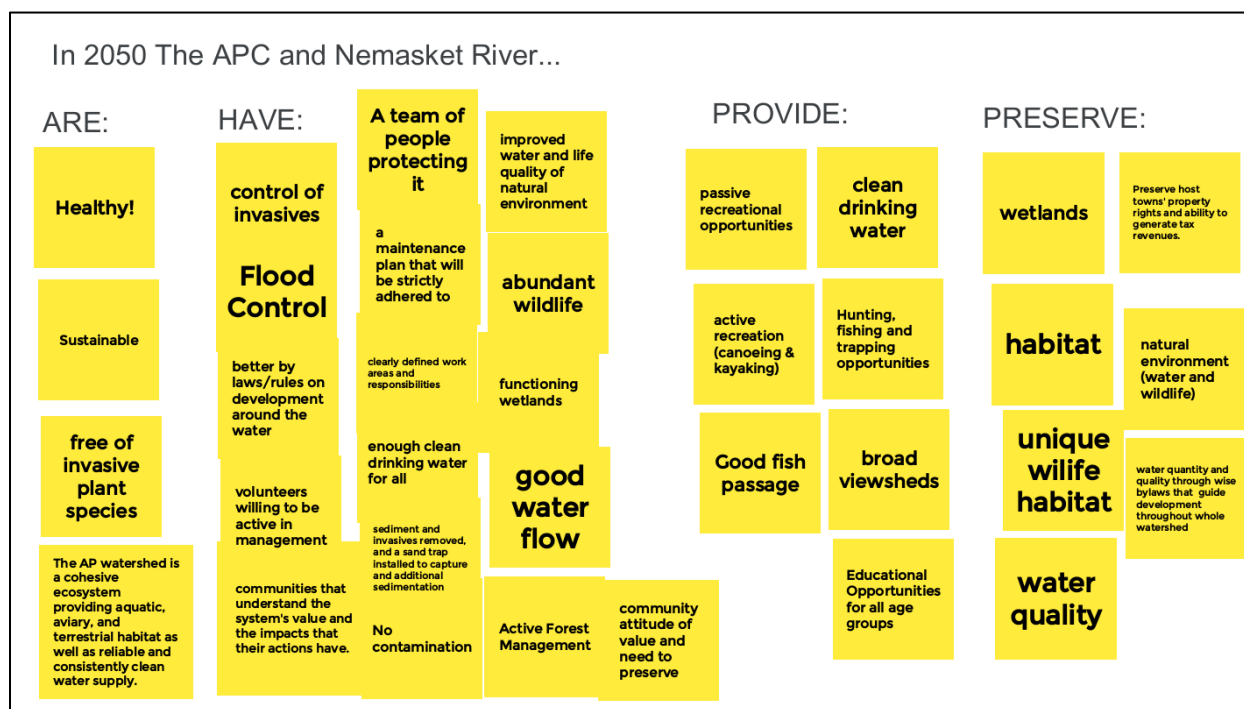 In 2050 The APC and Nemasket River...
ARE:
Healthy!
Sustainable
free of
invasive
plant
species
The AP watershed is
a cohesive
ecosystem
providing aquatic,
aviary, and
terrestrial habitat as
well as reliable and
consistently clean
water supply.
HAVE:
control of
invasives
Flood
Control
better by
laws/rules on
development
around the
water
volunteers
willing to be
active in
management
communities that
understand the
system's value and
the impacts that
their actions have.
A team of
people
protecting
it
a
maintenance
plan that will
be strictly
adhered to
clearly defined work
areas and
responsibilities
enough clean
drinking water
for all
sediment and
invasives removed,
and a sand trap
installed to capture
and additional
sedimentation
No
contamination
improved
water and life
quality of
natural
environment
abundant
wildlife
functioning
wetlands
good
water
flow
Active Forest
Management
community
attitude of
value and
need to
preserve
PROVIDE:
passive
recreational
opportunities
clean
drinking
water
active
recreation
(canoeing &
kayaking)
Hunting,
fishing and
trapping
opportunities
Good fish
passage
broad
viewsheds
Educational
Opportunities
for all age
groups
PRESERVE:
wetlands
Preserve host
towns' property
rights and ability to
generate tax
revenues.
habitat
natural
environment
(water and
wildlife)
unique
wilife
habitat
water quantity and
quality through wise
bylaws that guide
development
throughout whole
watershed
water
quality